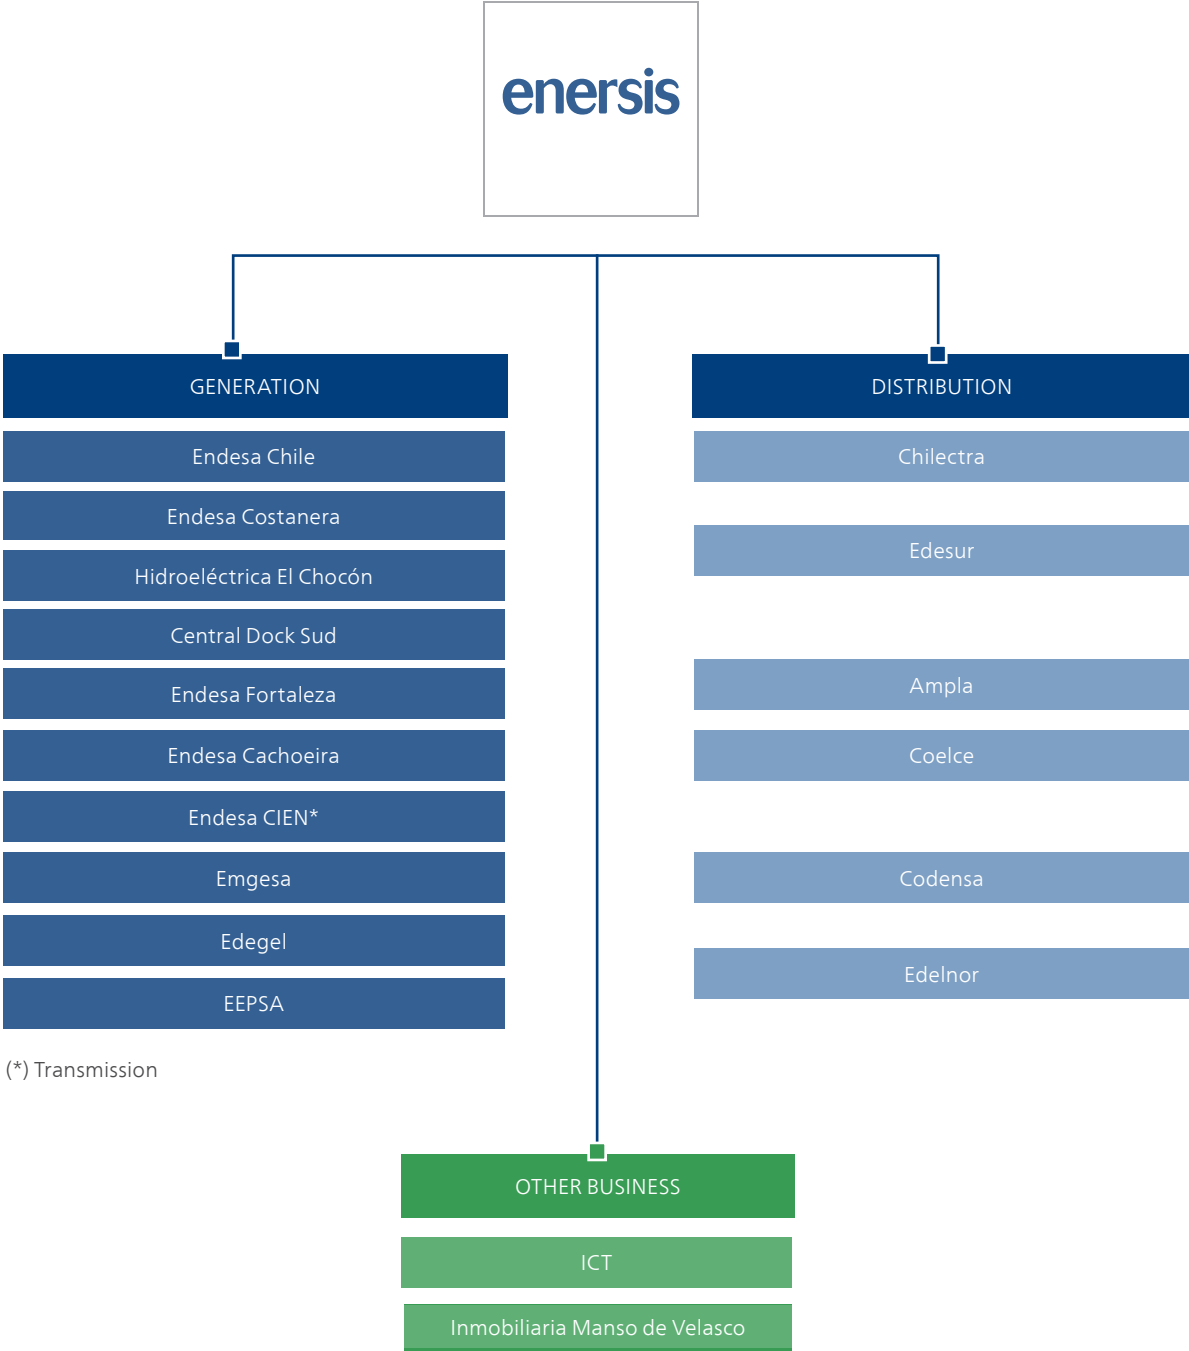 enersis
GENERATION
Endesa Chile
Endesa Costanera
Hidroeléctrica El Chocón
Central Dock Sud
Endesa Fortaleza
Endesa Cachoeira
Endesa CIEN*
Emgesa
Edegel
EEPSA
(*) Transmission
DISTRIBUTION
Chilectra
Edesur
Ampla
Coelce
Codensa
Edelnor
OTHER BUSINESS
ICT
Inmobiliaria Manso de Velasco